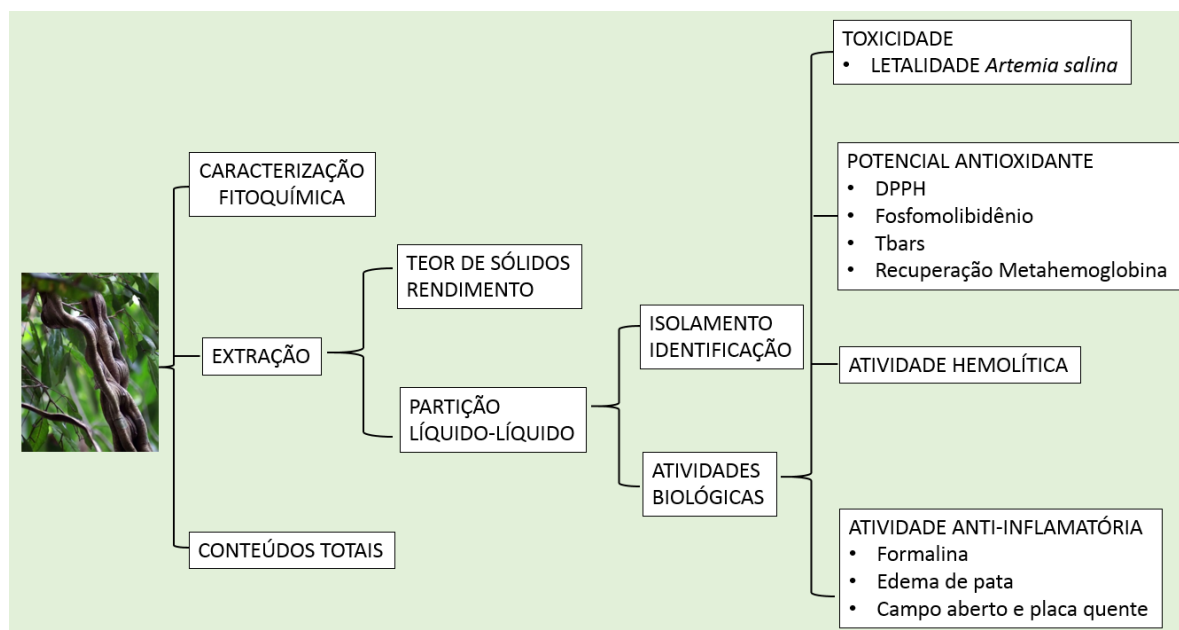 CARACTERIZAÇÃO
FITOQUÍMICA
EXTRAÇÃO
CONTEÚDOS TOTAIS
TEOR DE SÓLIDOS
RENDIMENTO
PARTIÇÃO
LÍQUIDO-LÍQUIDO
ISOLAMENTO
IDENTIFICAÇÃO
ATIVIDADES
BIOLÓGICAS
TOXICIDADE
• LETALIDADE Artemia salina
POTENCIAL ANTIOXIDANTE
• DPPH
• Fosfomolibidênio
• Tbars
• Recuperação Metahemoglobina
ATIVIDADE HEMOLÍTICA
ATIVIDADE ANTI-INFLAMATÓRIA
• Formalina
• Edema de pata
• Campo aberto e placa quente